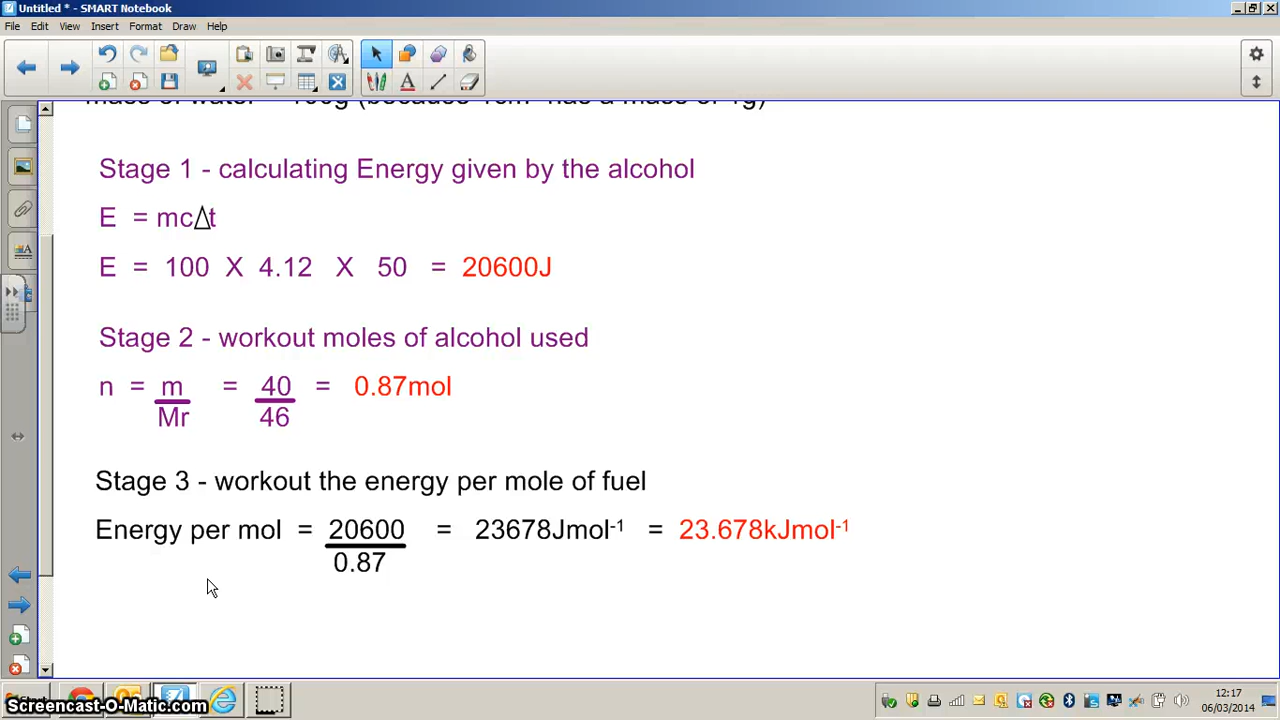 Untitled * - SMART Notebook
File Edit View Insert Format Draw Help
Stage 1 - calculating Energy given by the alcohol
E = mc△t
E = 100 X 4.12 X 50 = 20600J
Stage 2 - workout moles of alcohol used
n = m = 40 = 0.87mol
Mr 46
Stage 3 - workout the energy per mole of fuel
Energy per mol = 20600 = 23678Jmol⁻¹ = 23.678kJmol⁻¹
0.87
Screencast-O-Matic.com
12:17
06/03/2014